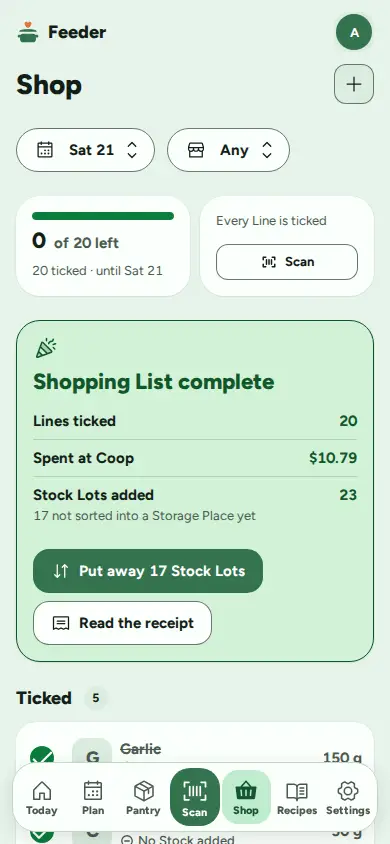 Feeder
A
Shop
Sat 21
Any
0 of 20 left
20 ticked · until Sat 21
Every Line is ticked
Scan
Shopping List complete
Lines ticked 20
Spent at Coop $10.79
Stock Lots added 23
17 not sorted into a Storage Place yet
Put away 17 Stock Lots
Read the receipt
Ticked 5
G Garlic 150 g
No Stock added
Today
Plan
Pantry
Scan
Shop
Recipes
Settings